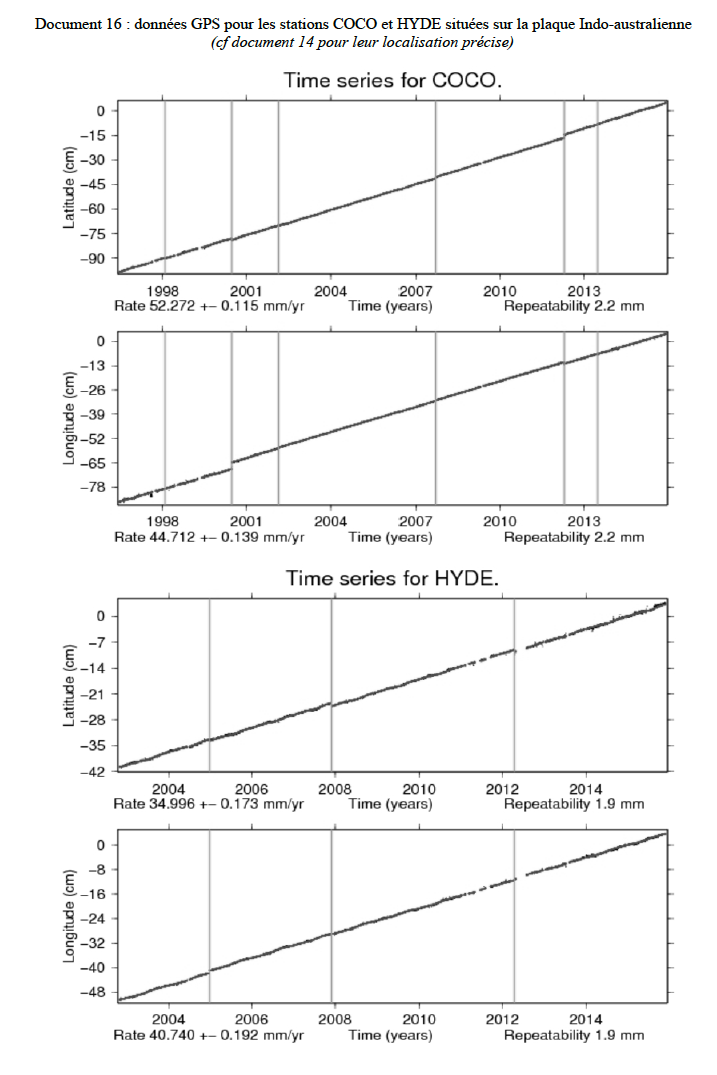 Document 16 : données GPS pour les stations COCO et HYDE situées sur la plaque Indo-australienne
(cf document 14 pour leur localisation précise)
Time series for COCO.
Latitude (cm)
0
−15
−30
−45
−60
−75
−90
1998 2001 2004 2007 2010 2013
Rate 52.272 +− 0.115 mm/yr Time (years) Repeatability 2.2 mm
Longitude (cm)
0
−13
−26
−39
−52
−65
−78
1998 2001 2004 2007 2010 2013
Rate 44.712 +− 0.139 mm/yr Time (years) Repeatability 2.2 mm
Time series for HYDE.
Latitude (cm)
0
−7
−14
−21
−28
−35
−42
2004 2006 2008 2010 2012 2014
Rate 34.996 +− 0.173 mm/yr Time (years) Repeatability 1.9 mm
Longitude (cm)
0
−8
−16
−24
−32
−40
−48
2004 2006 2008 2010 2012 2014
Rate 40.740 +− 0.192 mm/yr Time (years) Repeatability 1.9 mm